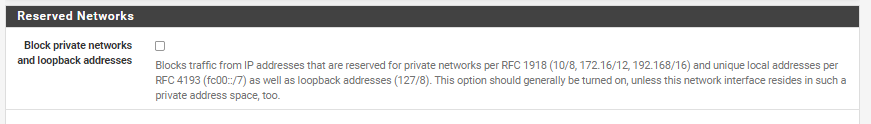 Reserved Networks
Block private networks
and loopback addresses
Blocks traffic from IP addresses that are reserved for private networks per RFC 1918 (10/8, 172.16/12, 192.168/16) and unique local addresses per
RFC 4193 (fc00::/7) as well as loopback addresses (127/8). This option should generally be turned on, unless this network interface resides in such a
private address space, too.